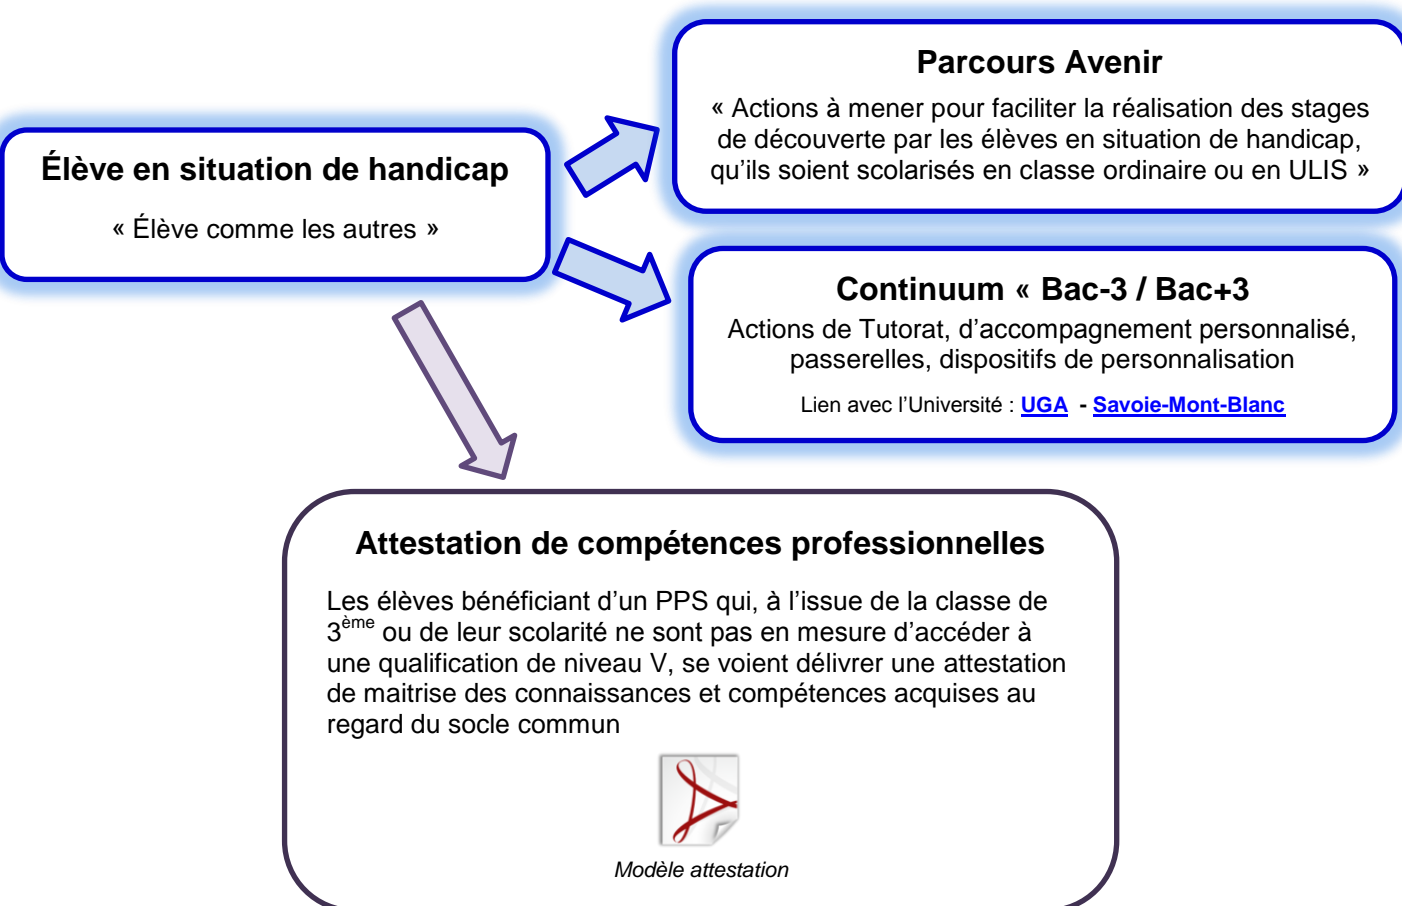 Élève en situation de handicap
« Élève comme les autres »
Parcours Avenir
« Actions à mener pour faciliter la réalisation des stages
de découverte par les élèves en situation de handicap,
qu'ils soient scolarisés en classe ordinaire ou en ULIS »
Continuum « Bac-3 / Bac+3
Actions de Tutorat, d'accompagnement personnalisé,
passerelles, dispositifs de personnalisation
Lien avec l'Université : UGA - Savoie-Mont-Blanc
Attestation de compétences professionnelles
Les élèves bénéficiant d'un PPS qui, à l'issue de la classe de
3ème ou de leur scolarité ne sont pas en mesure d'accéder à
une qualification de niveau V, se voient délivrer une attestation
de maitrise des connaissances et compétences acquises au
regard du socle commun
Modèle attestation